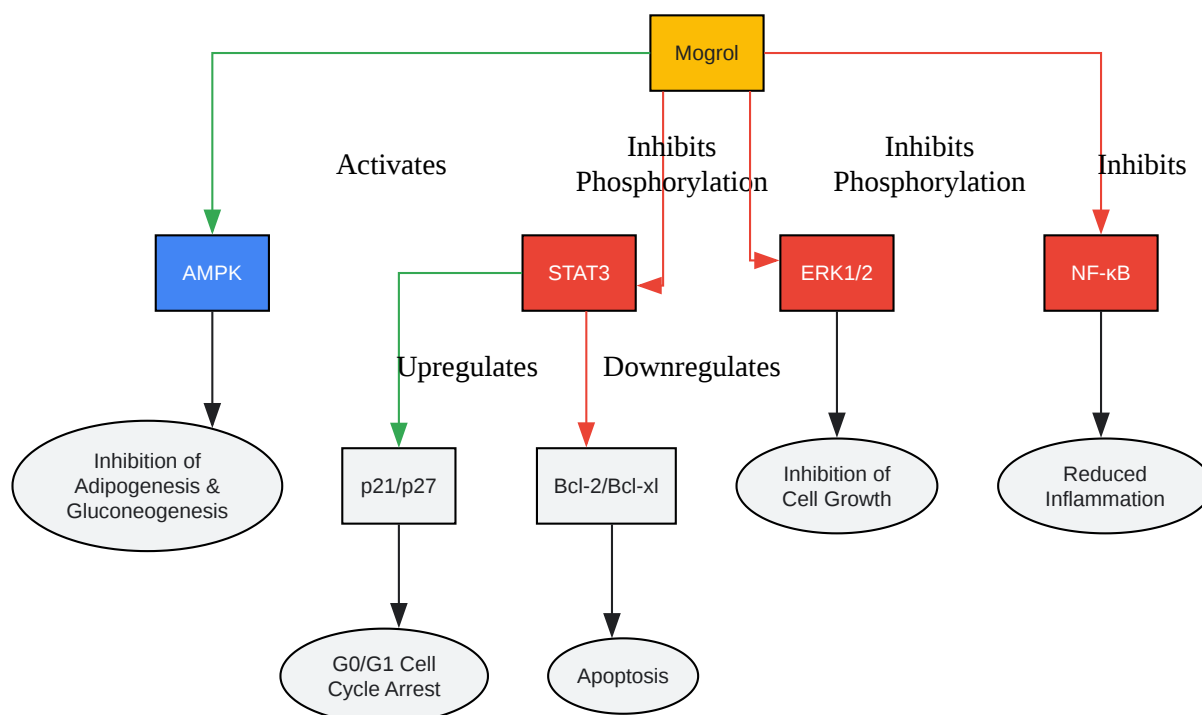 Mogrol
Activates
Inhibits
Phosphorylation
Inhibits
Phosphorylation
Inhibits
AMPK
STAT3
ERK1/2
NF-κB
Upregulates
Downregulates
Inhibition of
Adipogenesis &
Gluconeogenesis
p21/p27
Bcl-2/Bcl-xl
Inhibition of
Cell Growth
Reduced
Inflammation
G0/G1 Cell
Cycle Arrest
Apoptosis